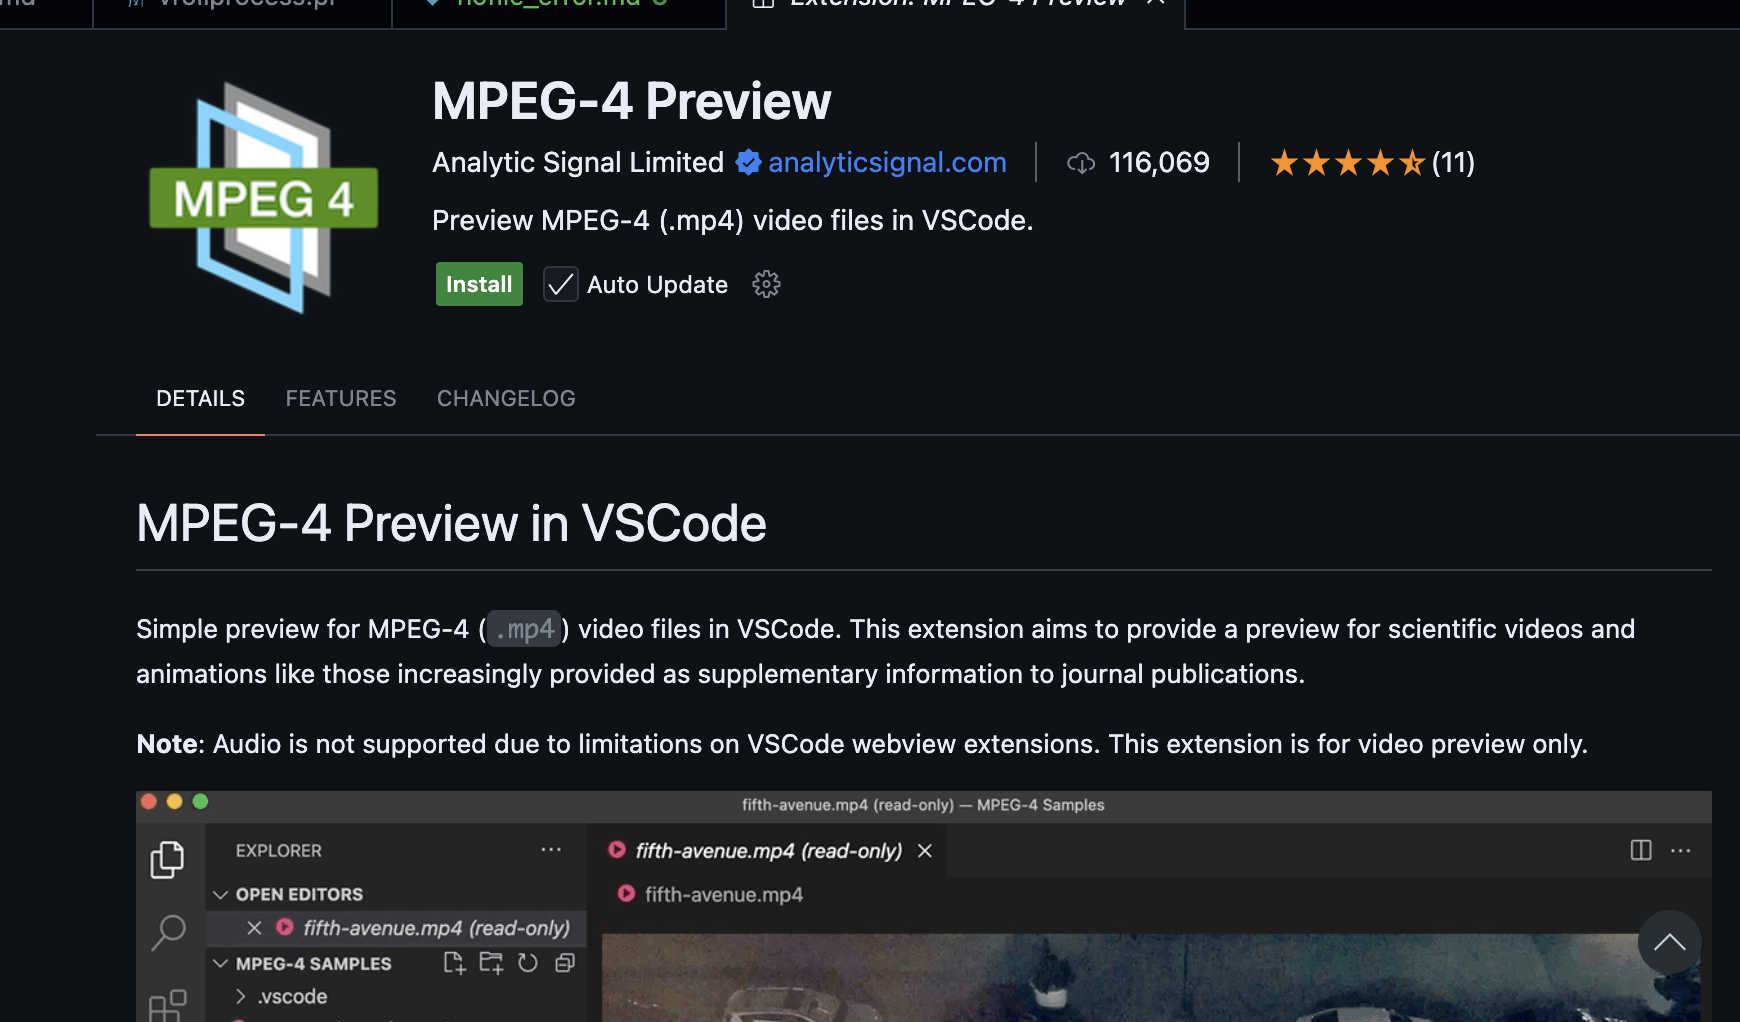 MPEG-4 Preview
MPEG 4
Analytic Signal Limited analyticsignal.com 116,069 (11)
Preview MPEG-4 (.mp4) video files in VSCode.
Install Auto Update
DETAILS FEATURES CHANGELOG
MPEG-4 Preview in VSCode
Simple preview for MPEG-4 (.mp4) video files in VSCode. This extension aims to provide a preview for scientific videos and
animations like those increasingly provided as supplementary information to journal publications.
Note: Audio is not supported due to limitations on VSCode webview extensions. This extension is for video preview only.
fifth-avenue.mp4 (read-only) — MPEG-4 Samples
EXPLORER
fifth-avenue.mp4 (read-only)
OPEN EDITORS
fifth-avenue.mp4
fifth-avenue.mp4 (read-only)
MPEG-4 SAMPLES
.vscode